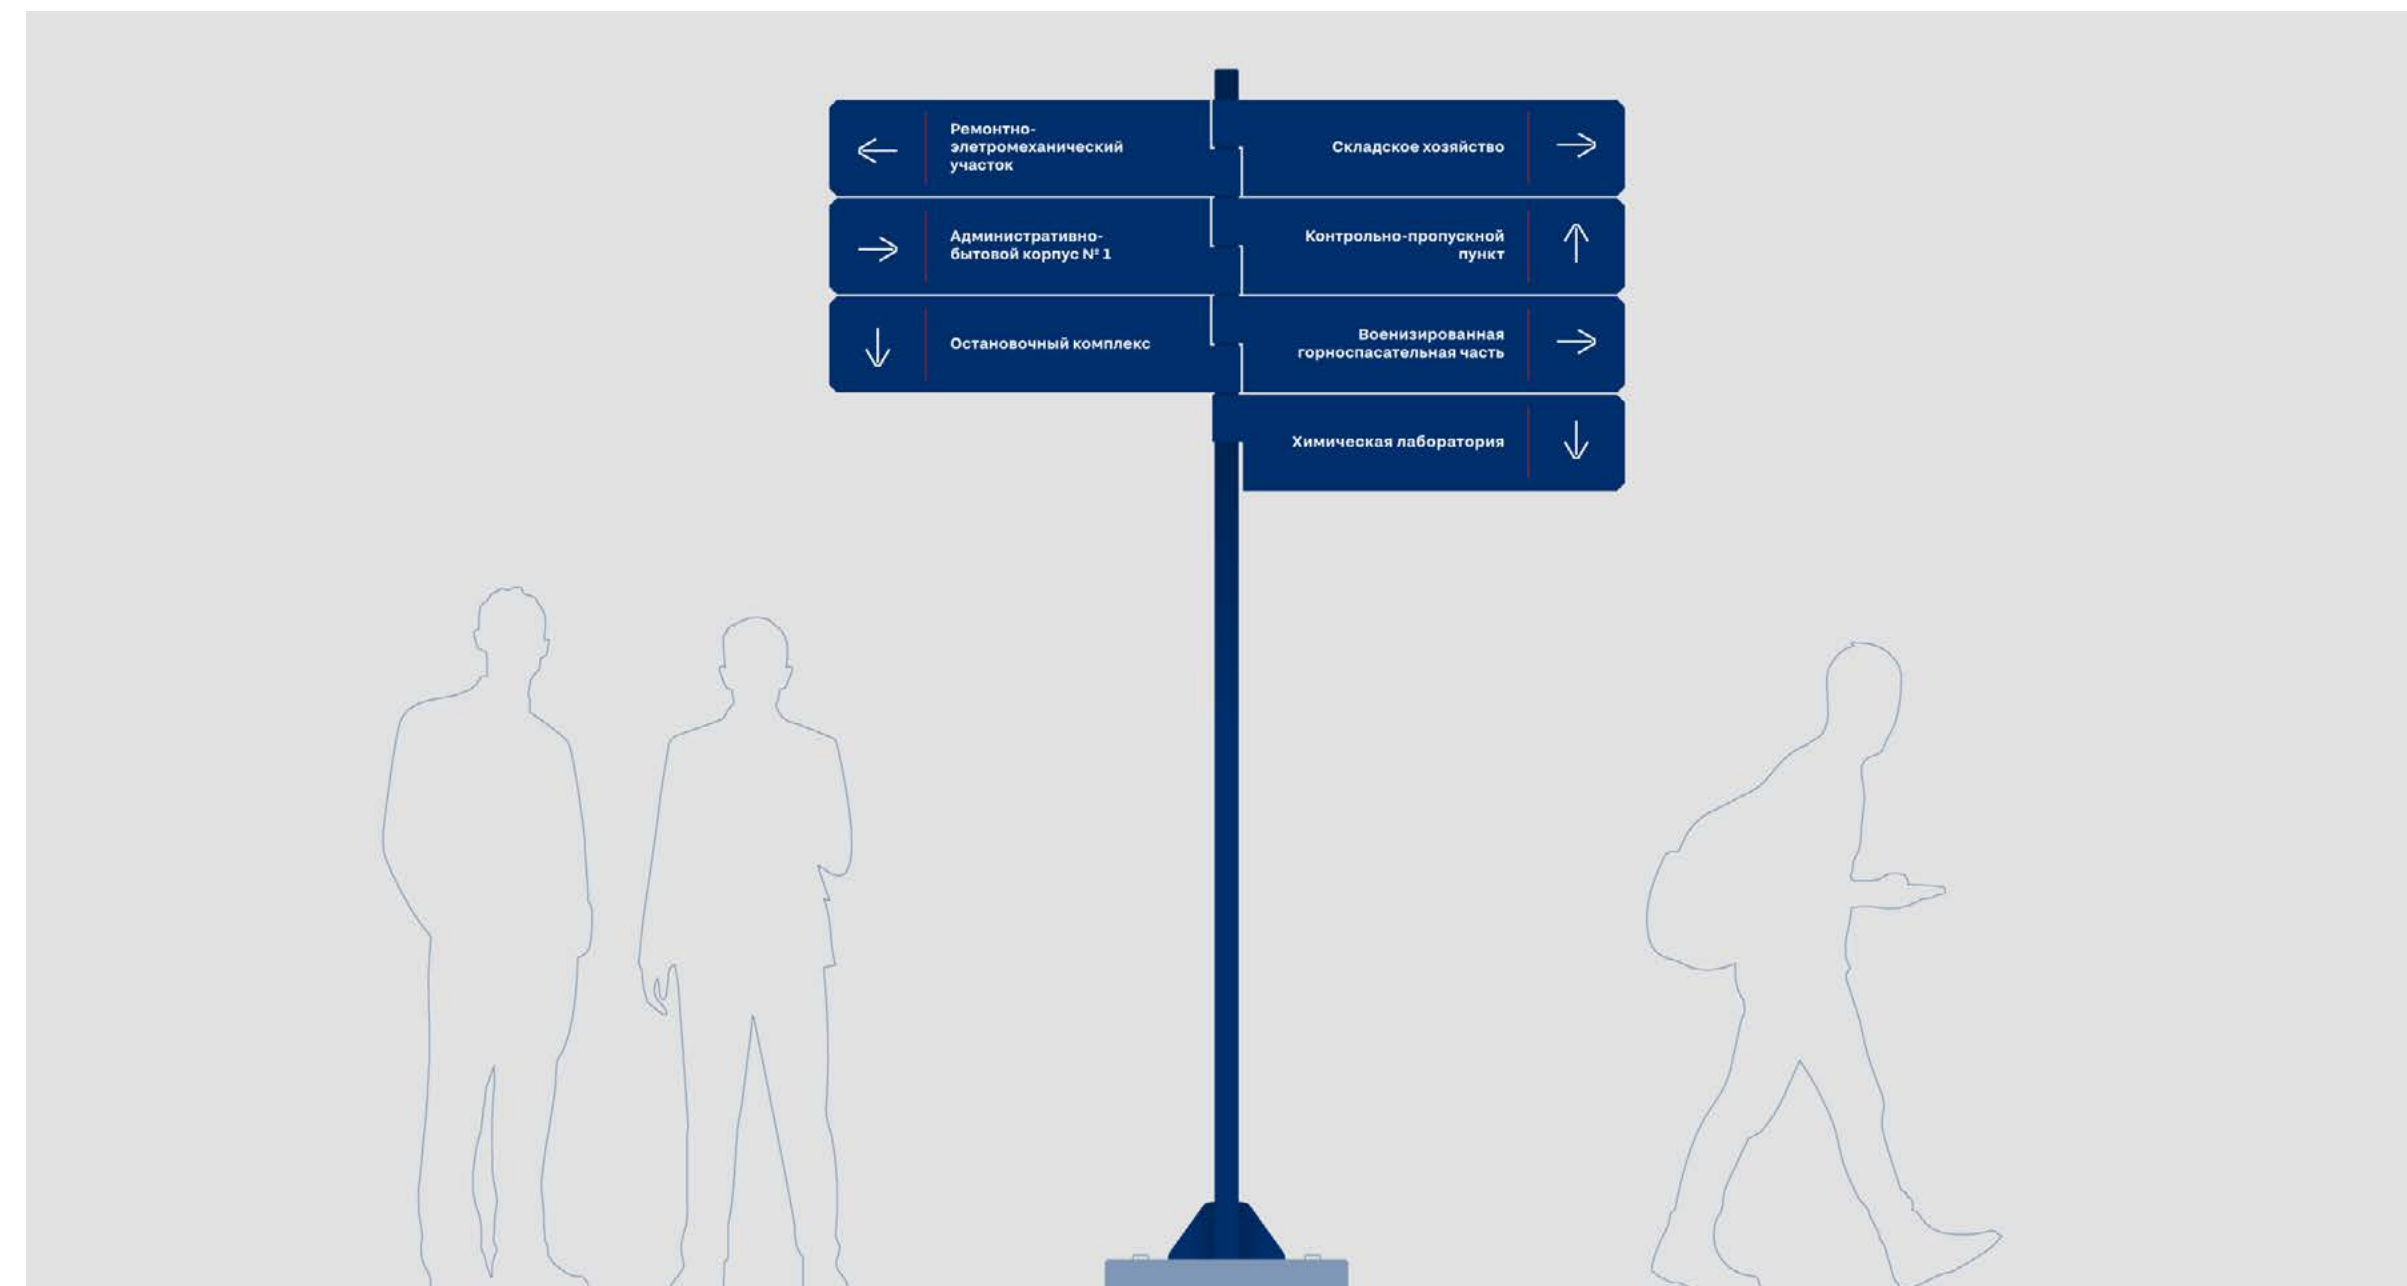 Ремонтно-
элетромеханический
участок
Складское хозяйство
Административно-
бытовой корпус № 1
Контрольно-пропускной
пункт
Остановочный комплекс
Военизированная
горноспасательная часть
Химическая лаборатория